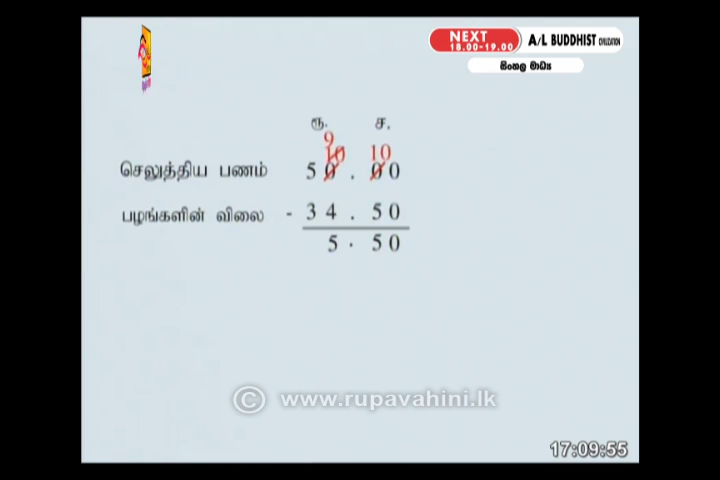 NEXT
18.00-19.00
A/L BUDDHIST CIVILIZATION
සිංහල මාධ්‍ය
ரூ. ச.
9
10 10
செலுத்திய பணம் 50.00
பழங்களின் விலை - 34.50
5.50
© www.rupavahini.lk
17:09:55